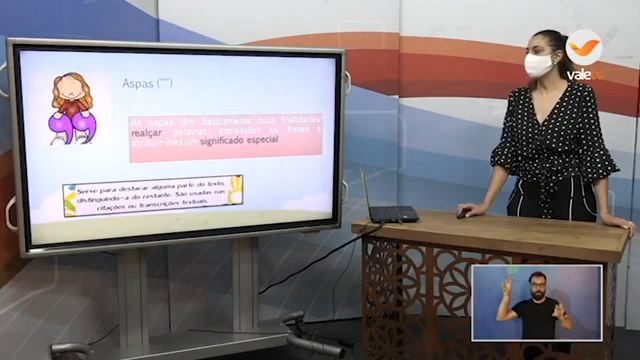 Aspas ("")
As aspas têm basicamente duas finalidades:
realçar palavras, expressões ou frases e
atribuir-lhes um significado especial
Serve para destacar alguma parte do texto,
distinguindo-a do restante. São usadas nas
citações ou transcrições textuais.
vale.tv